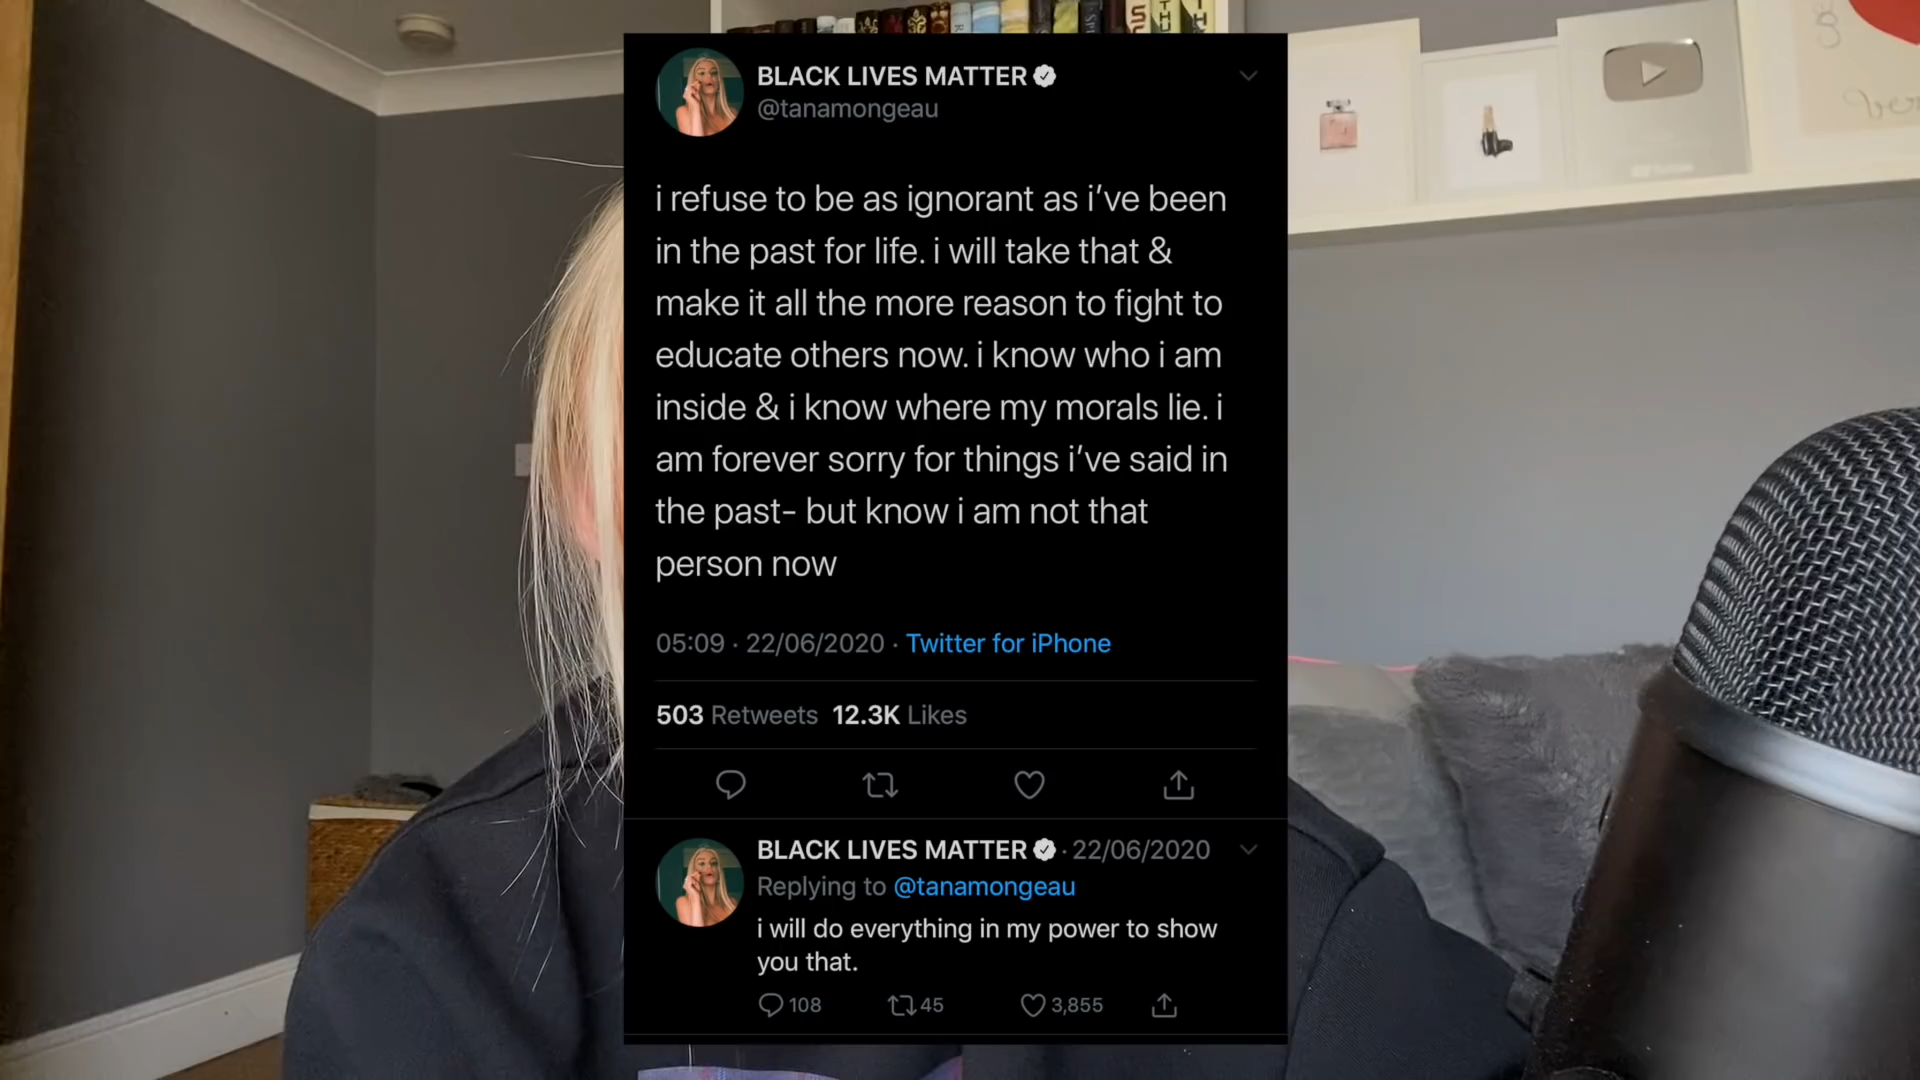 BLACK LIVES MATTER
@tanamongeau
i refuse to be as ignorant as i've been
in the past for life. i will take that &
make it all the more reason to fight to
educate others now. i know who i am
inside & i know where my morals lie. i
am forever sorry for things i've said in
the past- but know i am not that
person now
05:09 · 22/06/2020 · Twitter for iPhone
503 Retweets 12.3K Likes
BLACK LIVES MATTER · 22/06/2020
Replying to @tanamongeau
i will do everything in my power to show
you that.
108 45 3,855